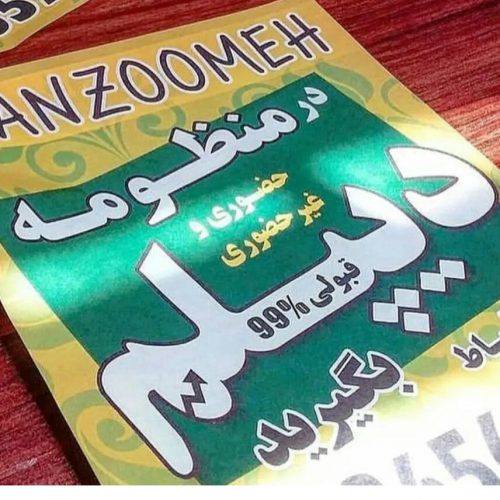 ANZOOMEH
در منظومه
حضوری و
غیر حضوری
دیپلم
قبولی 99%
بگیرید